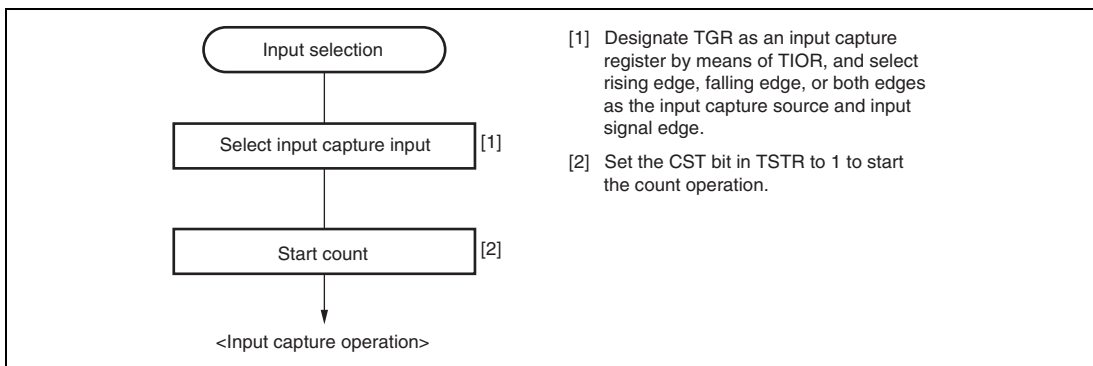 Input selection
Select input capture input
[1]
Start count
[2]
<Input capture operation>
[1] Designate TGR as an input capture
register by means of TIOR, and select
rising edge, falling edge, or both edges
as the input capture source and input
signal edge.
[2] Set the CST bit in TSTR to 1 to start
the count operation.